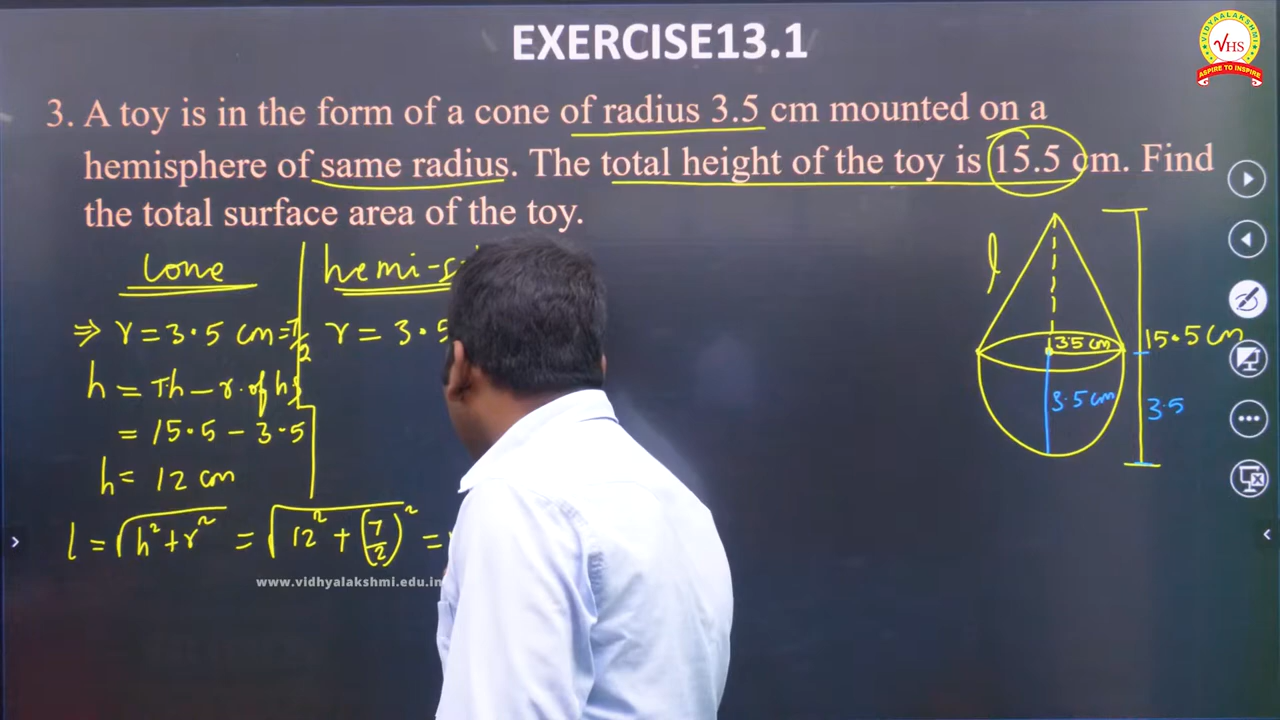 EXERCISE13.1
VIDYAALAKSHMI
VHS
ASPIRE TO INSPIRE
3. A toy is in the form of a cone of radius 3.5 cm mounted on a
hemisphere of same radius. The total height of the toy is 15.5 cm. Find
the total surface area of the toy.
Cone
hemi-s
⇒ r = 3.5 cm = 7/2
r = 3.5
h = T.h – r. of hs
= 15.5 – 3.5
h = 12 cm
l = √h²+r² = √12² + (7/2)² =
www.vidhyalakshmi.edu.in
l
3.5 cm
15.5 cm
3.5 cm
3.5